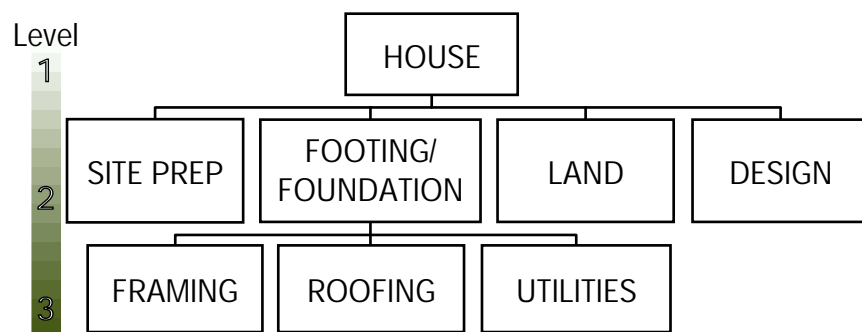 Level
1
HOUSE
SITE PREP
FOOTING/
FOUNDATION
LAND
DESIGN
2
FRAMING
ROOFING
UTILITIES
3